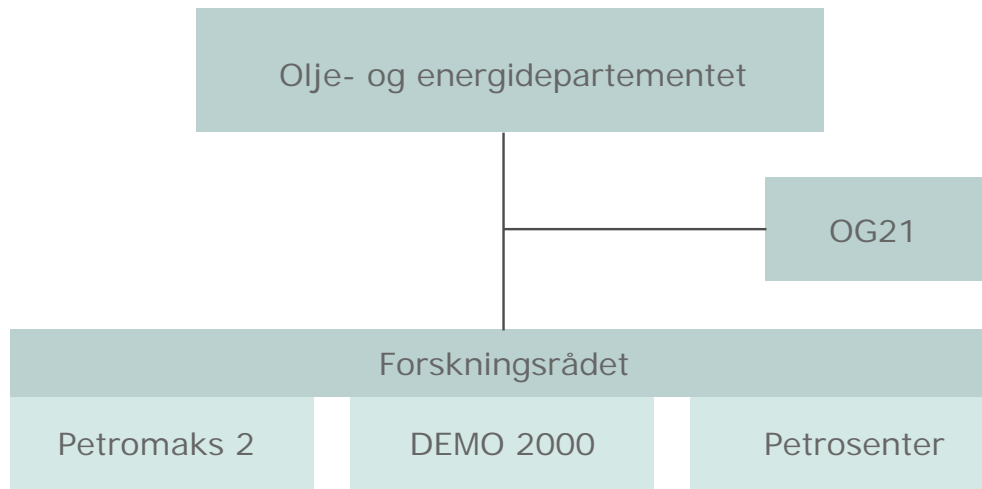 Olje- og energidepartementet
OG21
Forskningsrådet
Petromaks 2
DEMO 2000
Petrosenter